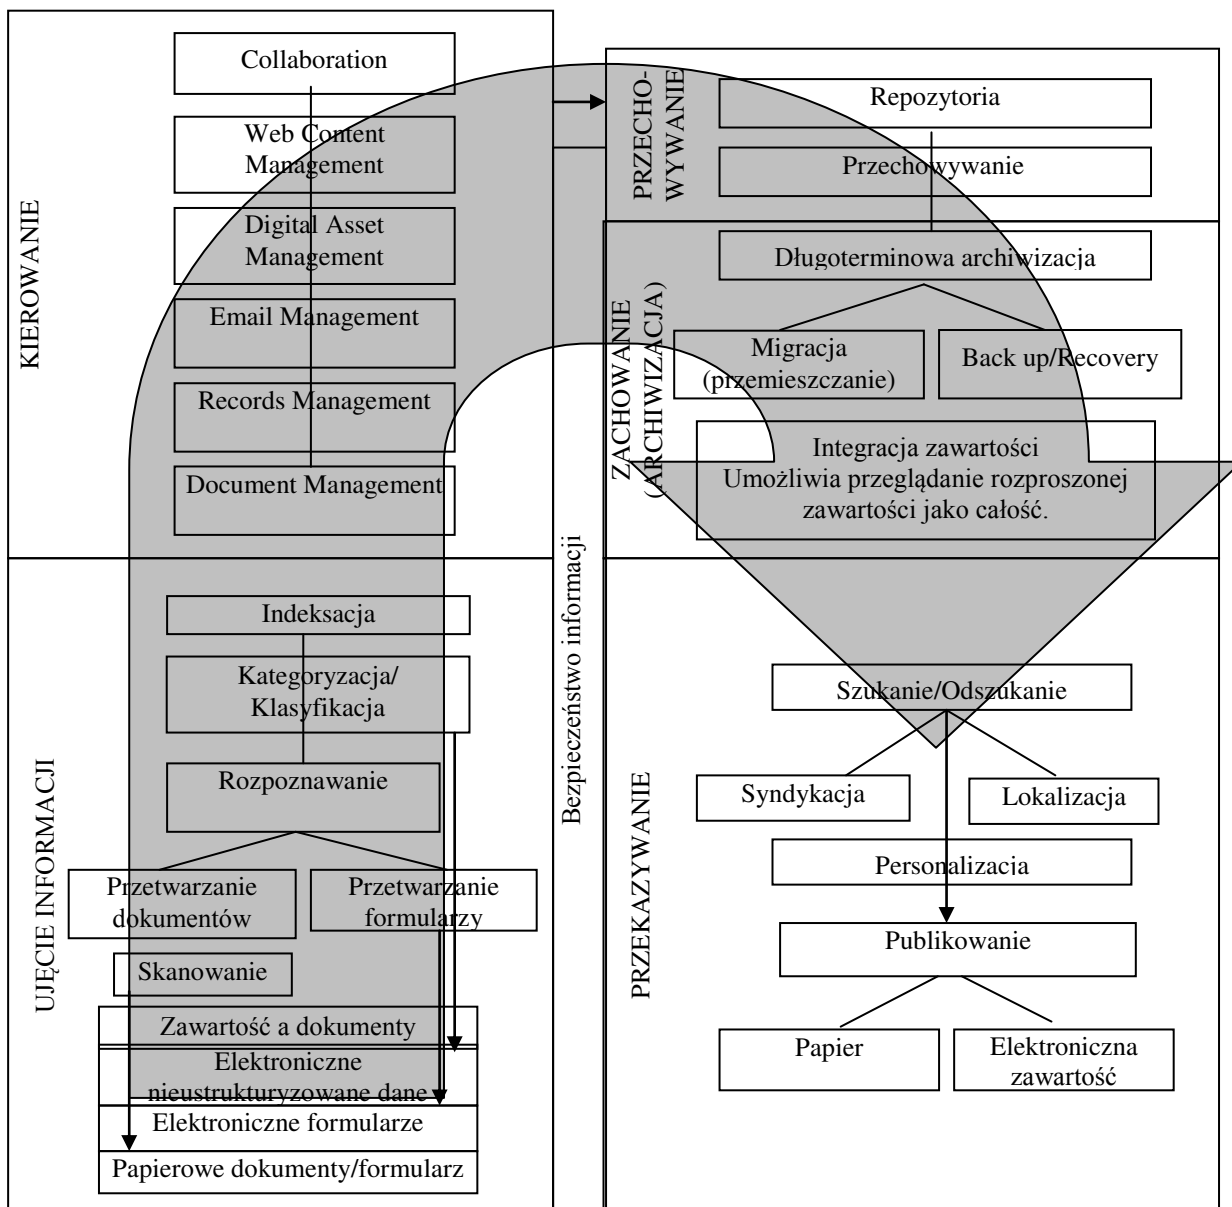 KIEROWANIE
Collaboration
Web Content
Management
Digital Asset
Management
Email Management
Records Management
Document Management
UJĘCIE INFORMACJI
Indeksacja
Kategoryzacja/
Klasyfikacja
Rozpoznawanie
Przetwarzanie
dokumentów
Przetwarzanie
formularzy
Skanowanie
Zawartość a dokumenty
Elektroniczne
nieustrukturyzowane dane
Elektroniczne formularze
Papierowe dokumenty/formularz
Bezpieczeństwo informacji
PRZECHO-
WYWANIE
Repozytoria
Przechowywanie
ZACHOWANIE
(ARCHIWIZACJA)
Długoterminowa archiwizacja
Migracja
(przemieszczanie)
Back up/Recovery
Integracja zawartości
Umożliwia przeglądanie rozproszonej
zawartości jako całość.
PRZEKAZYWANIE
Szukanie/Odszukanie
Syndykacja
Lokalizacja
Personalizacja
Publikowanie
Papier
Elektroniczna
zawartość